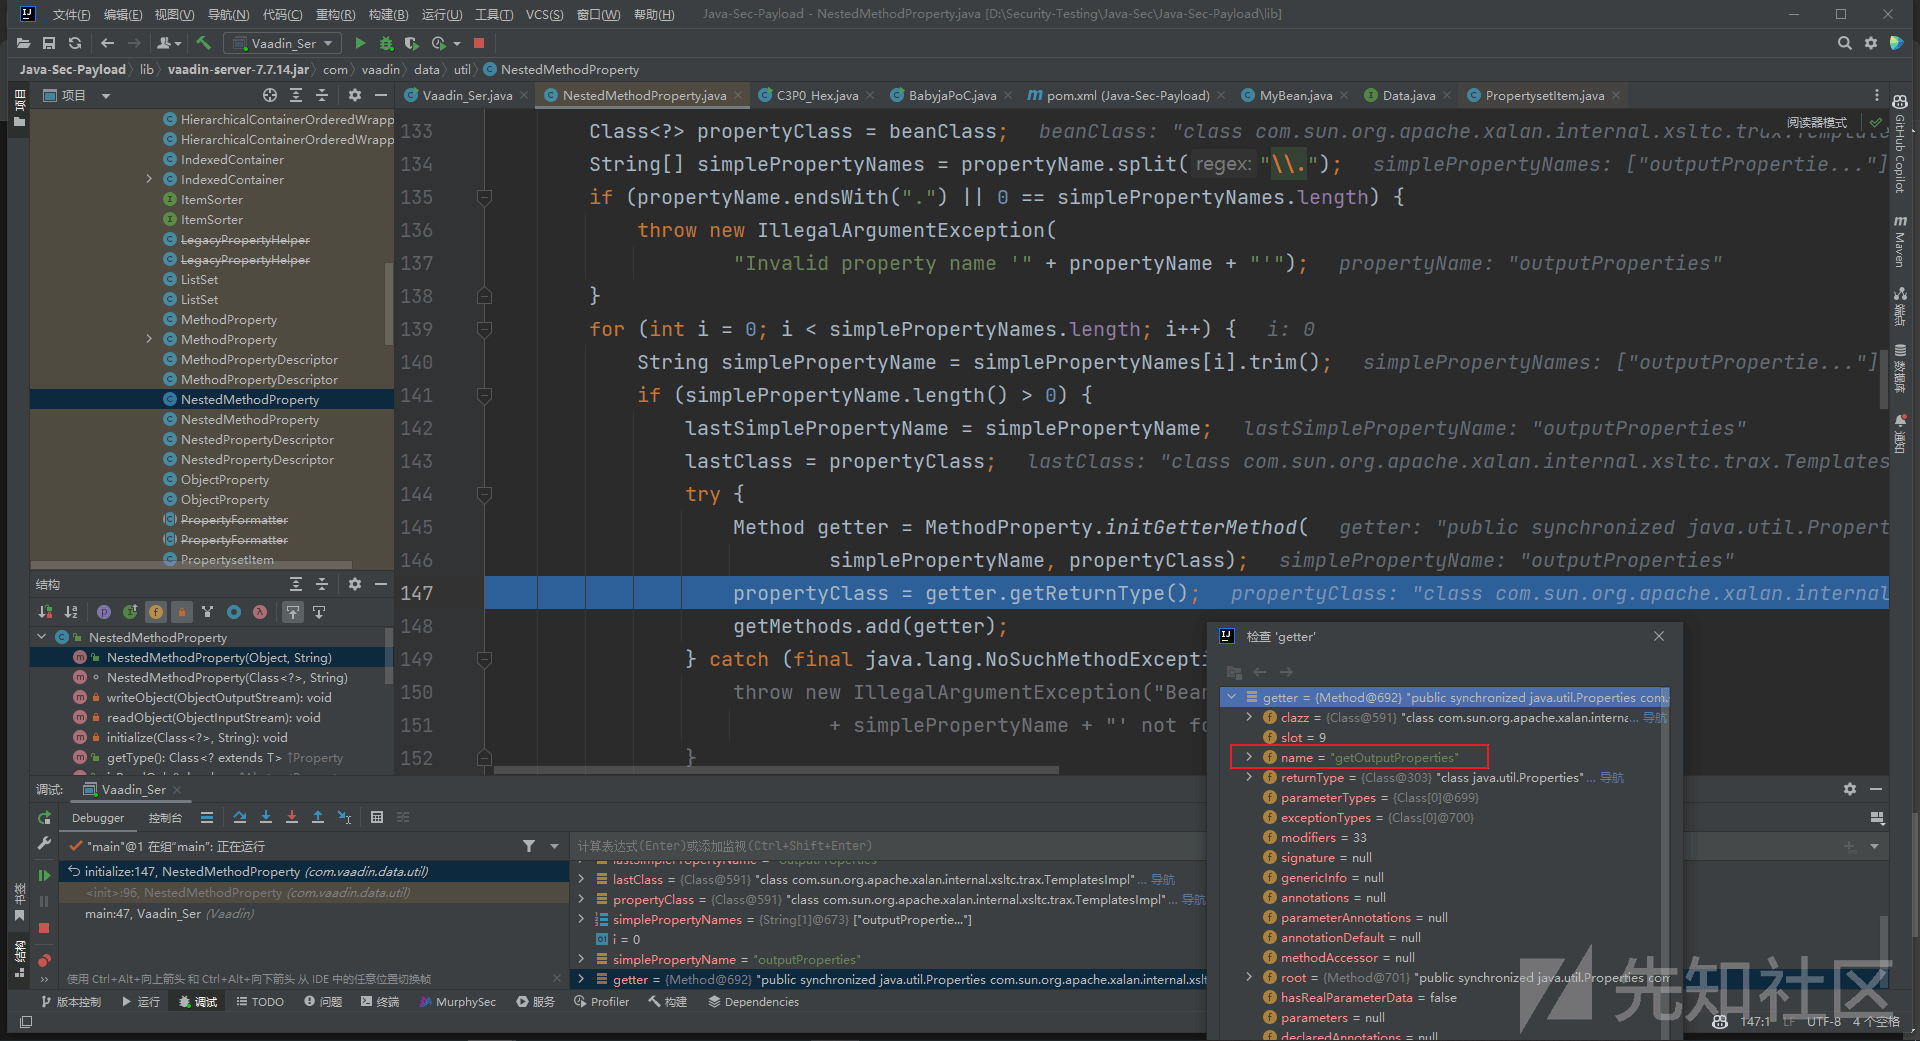 文件(F) 编辑(E) 视图(V) 导航(N) 代码(C) 重构(R) 构建(B) 运行(U) 工具(T) VCS(S) 窗口(W) 帮助(H) Java-Sec-Payload - NestedMethodProperty.java [D:\Security-Testing\Java-Sec\Java-Sec-Payload\lib]
Vaadin_Ser
Java-Sec-Payload lib vaadin-server-7.7.14.jar com vaadin data util NestedMethodProperty
项目
项目
Vaadin_Ser.java NestedMethodProperty.java C3P0_Hex.java BabyjaPoC.java pom.xml (Java-Sec-Payload) MyBean.java Data.java PropertysetItem.java
HierarchicalContainerOrderedWrapp
HierarchicalContainerOrderedWrapp
IndexedContainer
IndexedContainer
ItemSorter
ItemSorter
LegacyPropertyHelper
LegacyPropertyHelper
ListSet
ListSet
MethodProperty
MethodProperty
MethodPropertyDescriptor
MethodPropertyDescriptor
NestedMethodProperty
NestedMethodProperty
NestedPropertyDescriptor
NestedPropertyDescriptor
ObjectProperty
ObjectProperty
PropertyFormatter
PropertyFormatter
PropertysetItem
阅读器模式
133 Class<?> propertyClass = beanClass; beanClass: "class com.sun.org.apache.xalan.internal.xsltc.trax.Template
134 String[] simplePropertyNames = propertyName.split( regex: "\\."); simplePropertyNames: ["outputPropertie..."]
135 if (propertyName.endsWith(".") || 0 == simplePropertyNames.length) {
136 throw new IllegalArgumentException(
137 "Invalid property name '" + propertyName + "'"); propertyName: "outputProperties"
138 }
139 for (int i = 0; i < simplePropertyNames.length; i++) { i: 0
140 String simplePropertyName = simplePropertyNames[i].trim(); simplePropertyNames: ["outputPropertie..."]
141 if (simplePropertyName.length() > 0) {
142 lastSimplePropertyName = simplePropertyName; lastSimplePropertyName: "outputProperties"
143 lastClass = propertyClass; lastClass: "class com.sun.org.apache.xalan.internal.xsltc.trax.Templates
144 try {
145 Method getter = MethodProperty.initGetterMethod( getter: "public synchronized java.util.Propert
146 simplePropertyName, propertyClass); simplePropertyName: "outputProperties"
147 propertyClass = getter.getReturnType(); propertyClass: "class com.sun.org.apache.xalan.internal
148 getMethods.add(getter);
149 } catch (final java.lang.NoSuchMethodExcepti
150 throw new IllegalArgumentException("Bear
151 + simplePropertyName + "' not fo
152 }
GitHub Copilot
Maven
端点
数据库
通知
结构
NestedMethodProperty
NestedMethodProperty(Object, String)
NestedMethodProperty(Class<?>, String)
writeObject(ObjectOutputStream): void
readObject(ObjectInputStream): void
initialize(Class<?>, String): void
getType(): Class<? extends T> ↑Property
检查 'getter'
getter = {Method@692} "public synchronized java.util.Properties com.
clazz = {Class@591} "class com.sun.org.apache.xalan.interna... 导航
slot = 9
name = "getOutputProperties"
returnType = {Class@303} "class java.util.Properties" ... 导航
parameterTypes = {Class[0]@699}
exceptionTypes = {Class[0]@700}
modifiers = 33
signature = null
genericInfo = null
annotations = null
parameterAnnotations = null
annotationDefault = null
methodAccessor = null
root = {Method@701} "public synchronized java.util.Properties com
hasRealParameterData = false
parameters = null
declaredAnnotations = null
调试: Vaadin_Ser
Debugger 控制台
"main"@1 在组"main": 正在运行
initialize:147, NestedMethodProperty (com.vaadin.data.util)
<init>:96, NestedMethodProperty (com.vaadin.data.util)
main:47, Vaadin_Ser (Vaadin)
使用 Ctrl+Alt+向上箭头 和 Ctrl+Alt+向下箭头 从 IDE 中的任意位置切换帧
计算表达式(Enter)或添加监视(Ctrl+Shift+Enter)
lastSimplePropertyName = "outputProperties"
lastClass = {Class@591} "class com.sun.org.apache.xalan.internal.xsltc.trax.TemplatesImpl" ... 导航
propertyClass = {Class@591} "class com.sun.org.apache.xalan.internal.xsltc.trax.TemplatesImpl" ... 导航
simplePropertyNames = {String[1]@673} ["outputPropertie..."]
i = 0
simplePropertyName = "outputProperties"
getter = {Method@692} "public synchronized java.util.Properties com.sun.org.apache.xalan.internal.xslt
书签
结构
版本控制 运行 调试 TODO 问题 终端 MurphySec 服务 Profiler 构建 Dependencies
147:1 LF UTF-8 4 个空格
先知社区